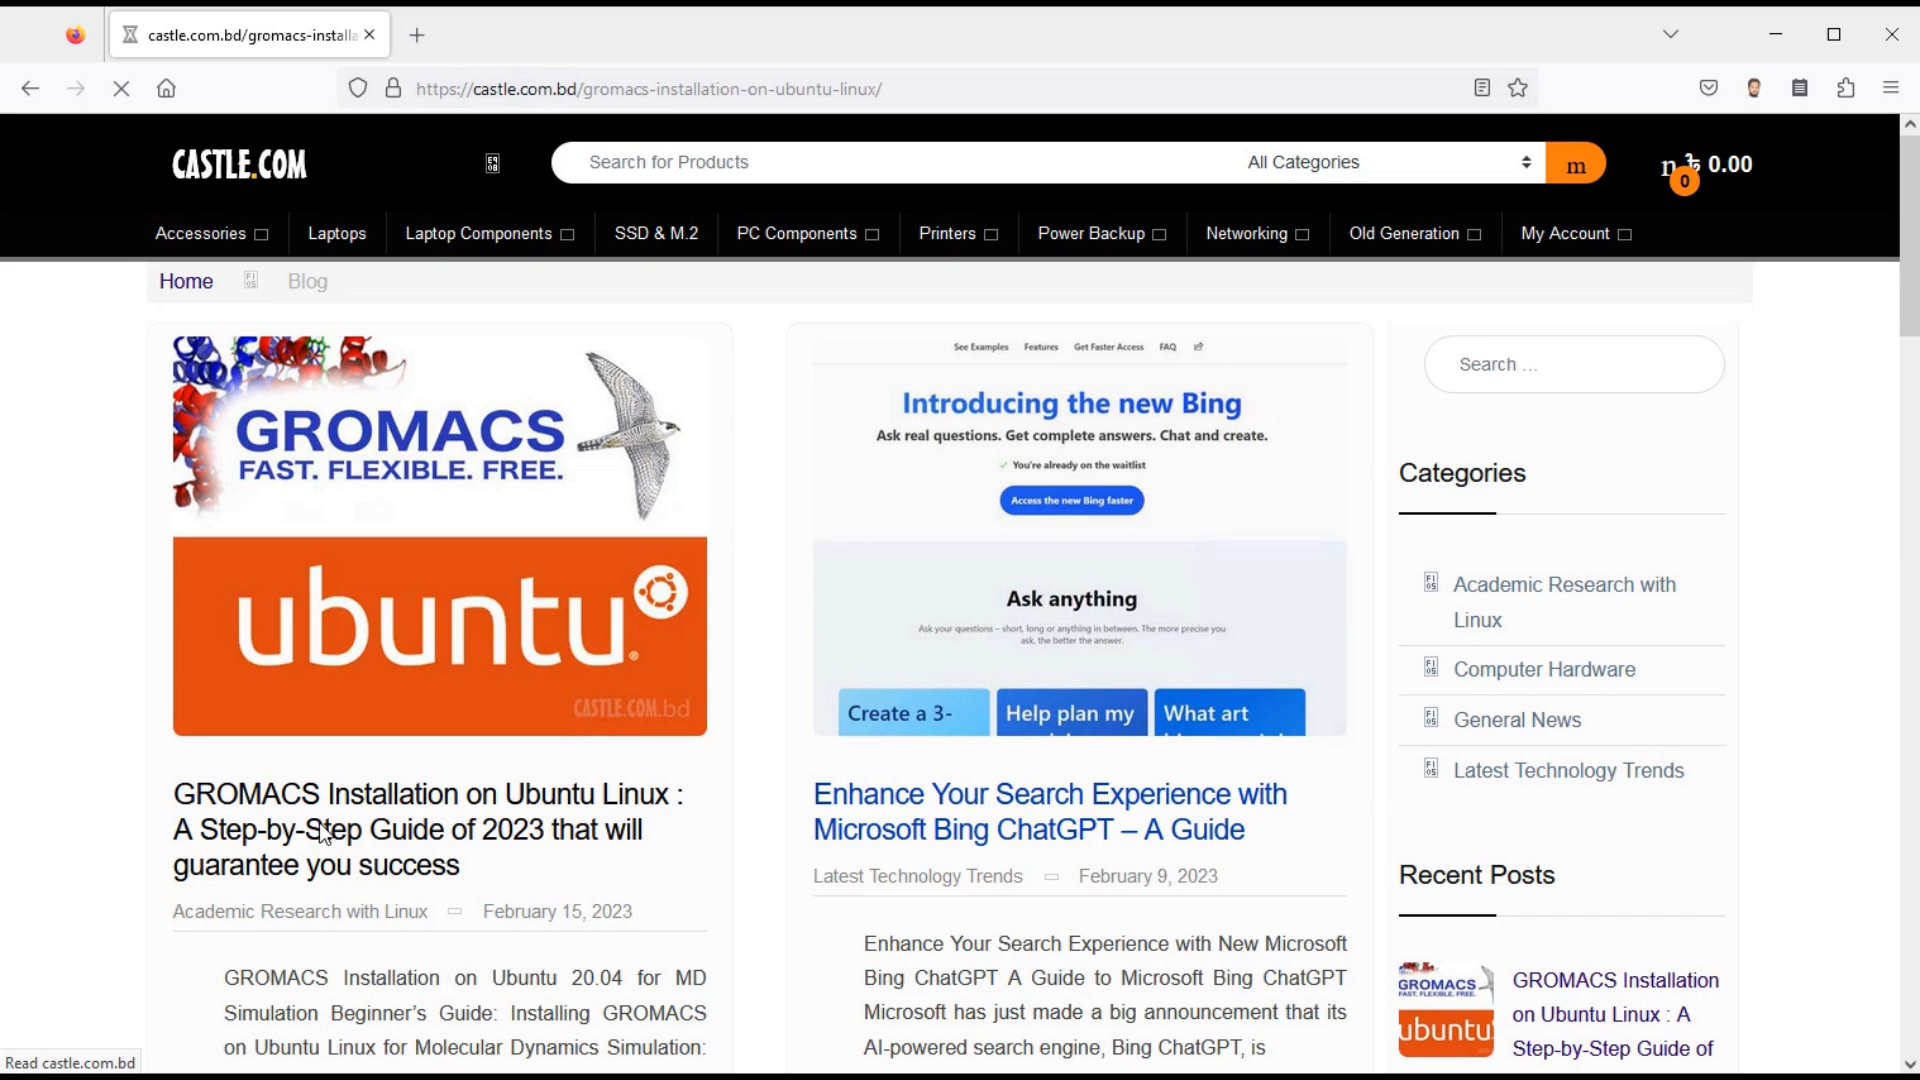 castle.com.bd/gromacs-installa
https://castle.com.bd/gromacs-installation-on-ubuntu-linux/
CASTLE.COM
Search for Products
All Categories
m
n ৳ 0.00
0
Accessories
Laptops
Laptop Components
SSD & M.2
PC Components
Printers
Power Backup
Networking
Old Generation
My Account
Home
Blog
GROMACS
FAST. FLEXIBLE. FREE.
ubuntu
CASTLE.COM.bd
GROMACS Installation on Ubuntu Linux :
A Step-by-Step Guide of 2023 that will
guarantee you success
Academic Research with Linux
February 15, 2023
GROMACS Installation on Ubuntu 20.04 for MD
Simulation Beginner's Guide: Installing GROMACS
on Ubuntu Linux for Molecular Dynamics Simulation:
See Examples
Features
Get Faster Access
FAQ
Introducing the new Bing
Ask real questions. Get complete answers. Chat and create.
You're already on the waitlist
Access the new Bing faster
Ask anything
Ask your questions – short, long or anything in between. The more precise you
ask, the better the answer.
Create a 3-
Help plan my
What art
Enhance Your Search Experience with
Microsoft Bing ChatGPT – A Guide
Latest Technology Trends
February 9, 2023
Enhance Your Search Experience with New Microsoft
Bing ChatGPT A Guide to Microsoft Bing ChatGPT
Microsoft has just made a big announcement that its
AI-powered search engine, Bing ChatGPT, is
Search …
Categories
Academic Research with
Linux
Computer Hardware
General News
Latest Technology Trends
Recent Posts
GROMACS
FAST. FLEXIBLE. FREE.
ubuntu
GROMACS Installation
on Ubuntu Linux : A
Step-by-Step Guide of
Read castle.com.bd